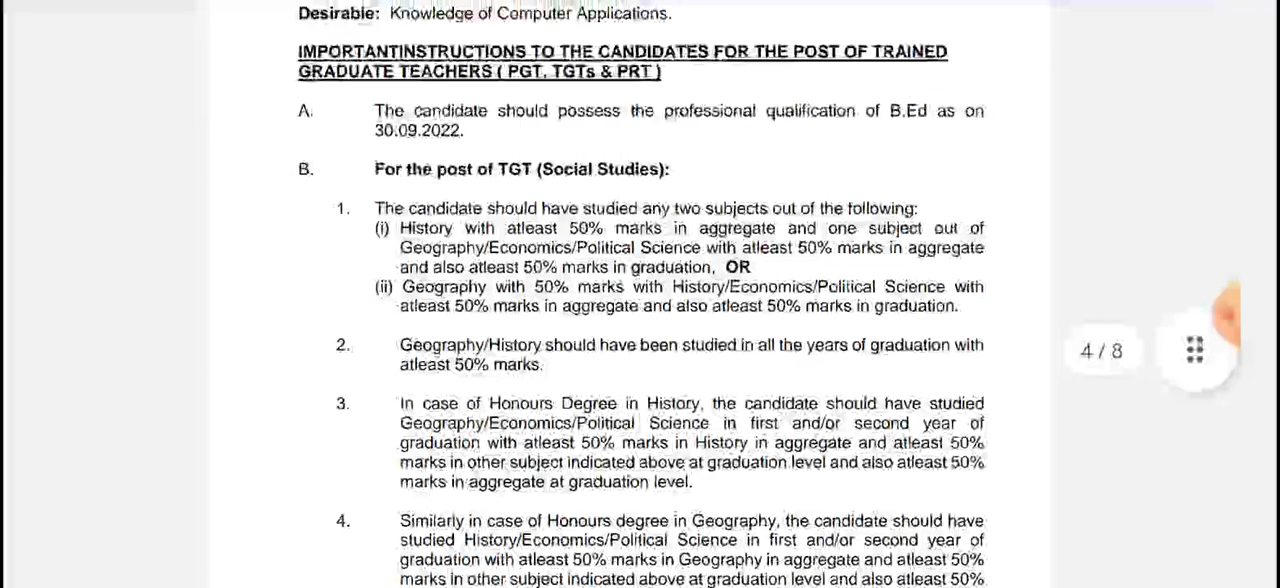 Desirable: Knowledge of Computer Applications.
IMPORTANTINSTRUCTIONS TO THE CANDIDATES FOR THE POST OF TRAINED
GRADUATE TEACHERS ( PGT, TGTs & PRT )
A. The candidate should possess the professional qualification of B.Ed as on
30.09.2022.
B. For the post of TGT (Social Studies):
1. The candidate should have studied any two subjects out of the following:
(i) History with atleast 50% marks in aggregate and one subject out of
Geography/Economics/Political Science with atleast 50% marks in aggregate
and also atleast 50% marks in graduation, OR
(ii) Geography with 50% marks with History/Economics/Political Science with
atleast 50% marks in aggregate and also atleast 50% marks in graduation.
2. Geography/History should have been studied in all the years of graduation with
atleast 50% marks.
3. In case of Honours Degree in History, the candidate should have studied
Geography/Economics/Political Science in first and/or second year of
graduation with atleast 50% marks in History in aggregate and atleast 50%
marks in other subject indicated above at graduation level and also atleast 50%
marks in aggregate at graduation level.
4. Similarly in case of Honours degree in Geography, the candidate should have
studied History/Economics/Political Science in first and/or second year of
graduation with atleast 50% marks in Geography in aggregate and atleast 50%
marks in other subject indicated above at graduation level and also atleast 50%
4 / 8